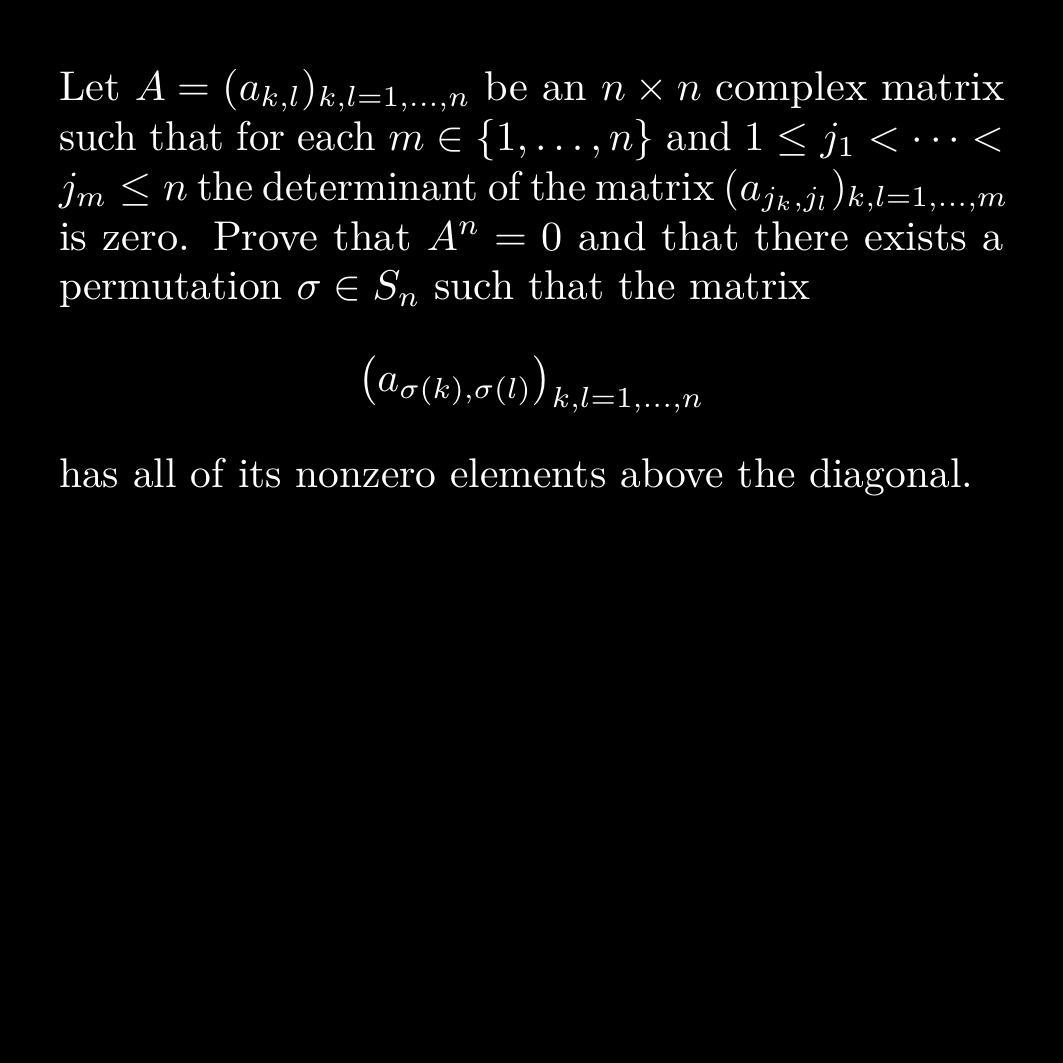 Let $A = (a_{k,l})_{k,l=1,\ldots,n}$ be an $n \times n$ complex matrix
such that for each $m \in \{1, \ldots, n\}$ and $1 \leq j_1 < \cdots <$
$j_m \leq n$ the determinant of the matrix $(a_{j_k,j_l})_{k,l=1,\ldots,m}$
is zero. Prove that $A^n = 0$ and that there exists a
permutation $\sigma \in S_n$ such that the matrix
$\left(a_{\sigma(k),\sigma(l)}\right)_{k,l=1,\ldots,n}$
has all of its nonzero elements above the diagonal.